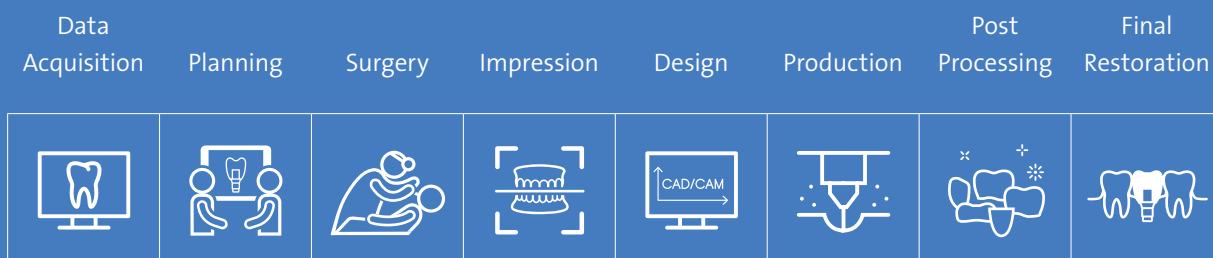 Data
Acquisition
Planning
Surgery
Impression
Design
Production
Post
Processing
Final
Restoration
CAD/CAM